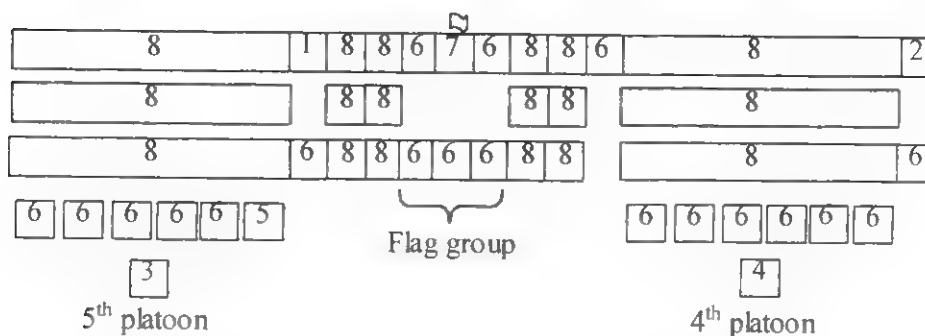 8 1 8 8 6 7 6 8 8 6 8 2
8 8 8 8 8 8
8 6 8 8 6 6 6 8 8 8 6
6 6 6 6 6 5 6 6 6 6 6 6
Flag group
3 4
5th platoon 4th platoon